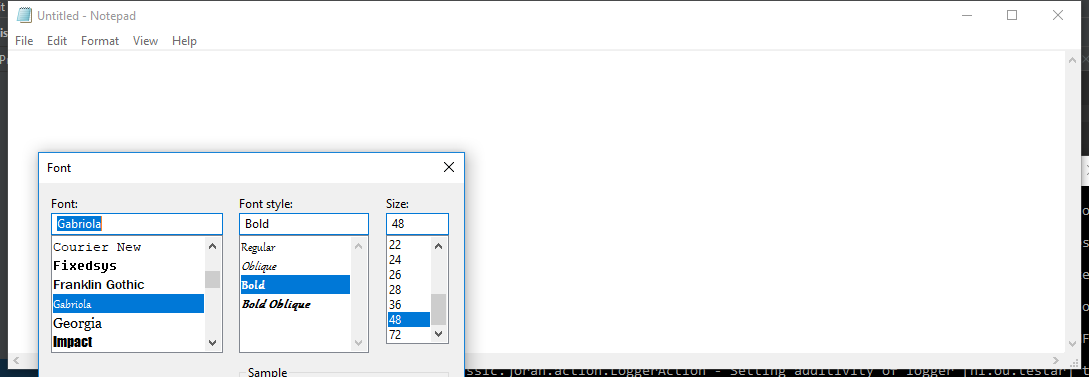 Untitled - Notepad
File Edit Format View Help
Font
Font: Font style: Size:
Gabriola Bold 48
Courier New Regular 22
Fixedsys Oblique 24
Franklin Gothic Bold 26
Gabriola Bold Oblique 28
Georgia 36
Impact 48
72
Sample
ssic.joran.action.LoggerAction - Setting additivity of logger [nl.ou.testar] t